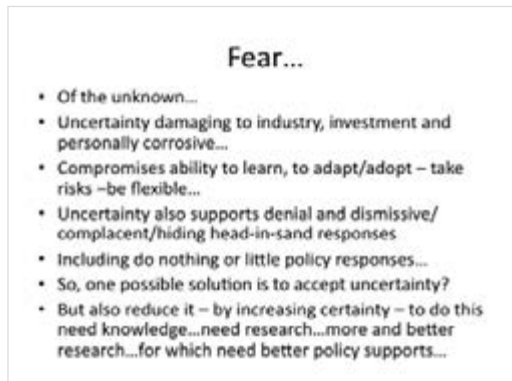 Fear...
• Of the unknown...
• Uncertainty damaging to industry, investment and
personally corrosive...
• Compromises ability to learn, to adapt/adopt – take
risks –be flexible...
• Uncertainty also supports denial and dismissive/
complacent/hiding head-in-sand responses
• Including do nothing or little policy responses...
• So, one possible solution is to accept uncertainty?
• But also reduce it – by increasing certainty – to do this
need knowledge...need research...more and better
research...for which need better policy supports...